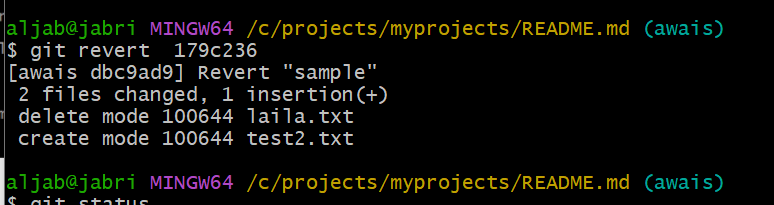 aljab@jabri MINGW64 /c/projects/myprojects/README.md (awais)
$ git revert  179c236
[awais dbc9ad9] Revert "sample"
 2 files changed, 1 insertion(+)
 delete mode 100644 laila.txt
 create mode 100644 test2.txt

aljab@jabri MINGW64 /c/projects/myprojects/README.md (awais)
$ git status